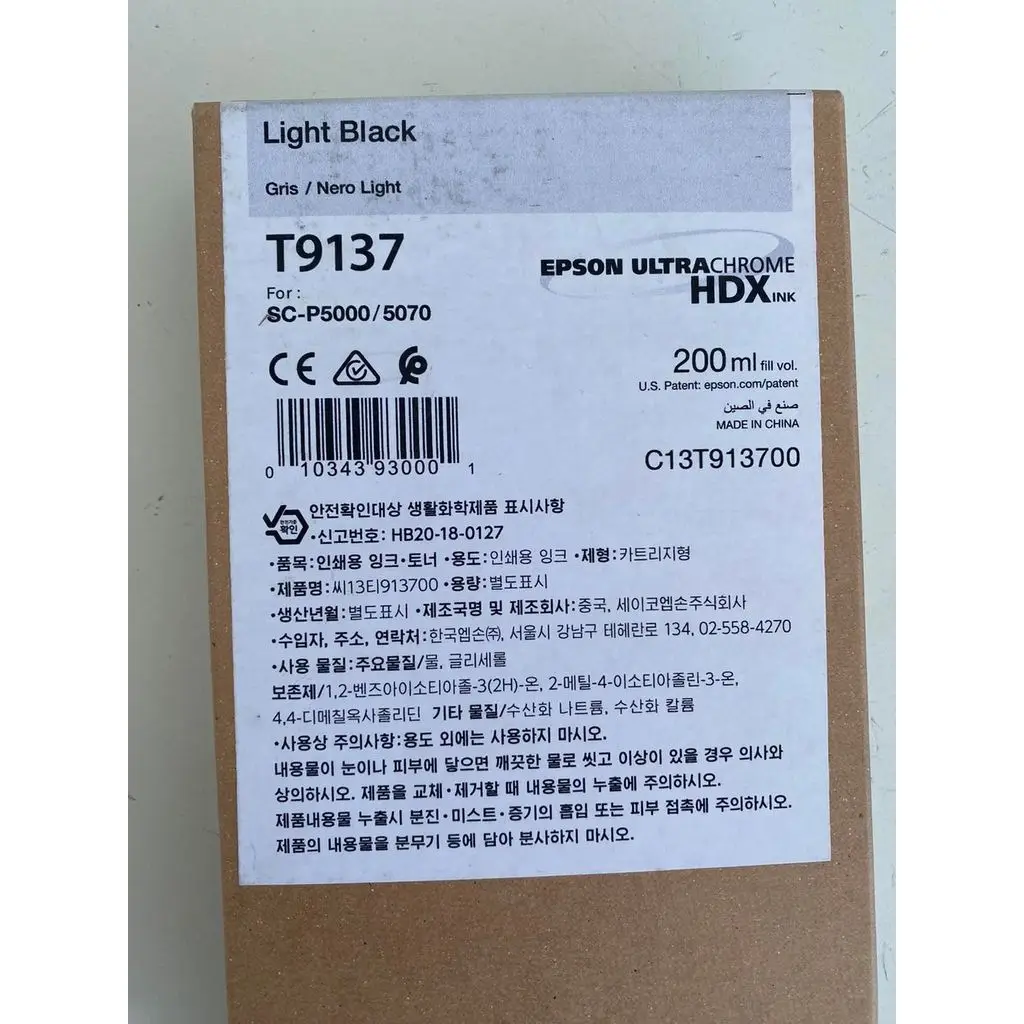 Light Black
Gris / Nero Light
T9137
For :
SC-P5000/5070
EPSON ULTRACHROME
HDX INK
CE
200 ml fill vol.
U.S. Patent: epson.com/patent
صنع في الصين
MADE IN CHINA
C13T913700
0 10343 93000 1
안전확인대상 생활화학제품 표시사항
확인
•신고번호: HB20-18-0127
•품목:인쇄용 잉크•토너 •용도:인쇄용 잉크 •제형:카트리지형
•제품명:씨13티913700 •용량:별도표시
•생산년월:별도표시 •제조국명 및 제조회사:중국, 세이코엡손주식회사
•수입자, 주소, 연락처:한국엡손㈜, 서울시 강남구 테헤란로 134, 02-558-4270
•사용 물질:주요물질/물, 글리세롤
보존제/1,2-벤즈아이소티아졸-3(2H)-온, 2-메틸-4-이소티아졸린-3-온,
4,4-디메칠옥사졸리딘 기타 물질/수산화 나트륨, 수산화 칼륨
•사용상 주의사항:용도 외에는 사용하지 마시오.
내용물이 눈이나 피부에 닿으면 깨끗한 물로 씻고 이상이 있을 경우 의사와
상의하시오. 제품을 교체•제거할 때 내용물의 누출에 주의하시오.
제품내용물 누출시 분진•미스트•증기의 흡입 또는 피부 접촉에 주의하시오.
제품의 내용물을 분무기 등에 담아 분사하지 마시오.